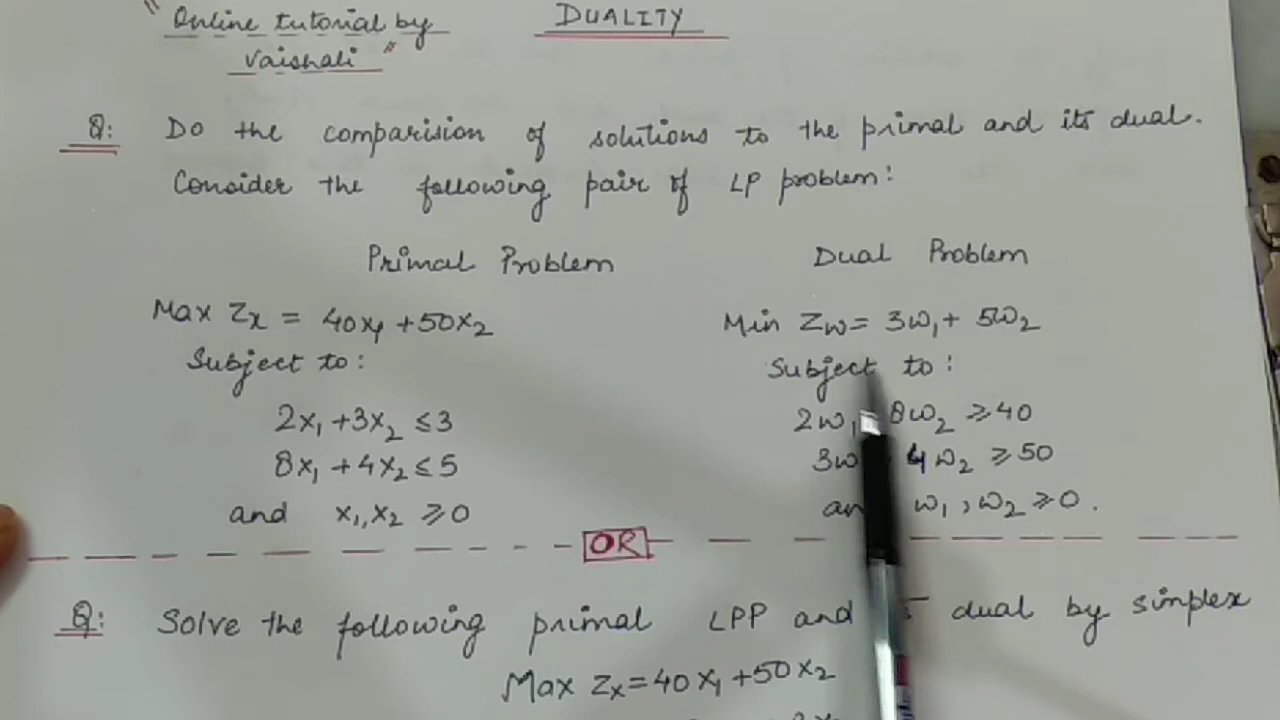 "Online tutorial by
Vaishali"
DUALITY
Q: Do the comparision of solutions to the primal and its dual.
Consider the following pair of LP problem:
Primal Problem
Max Zx = 40x1 + 50x2
Subject to:
2x1 + 3x2 ≤ 3
8x1 + 4x2 ≤ 5
and x1, x2 ≥ 0
Dual Problem
Min Zw = 3w1 + 5w2
Subject to:
2w1 8w2 ≥ 40
3w 4w2 ≥ 50
w1, w2 ≥ 0.
OR
Q: Solve the following primal LPP and dual by simplex
Max Zx = 40x1 + 50x2